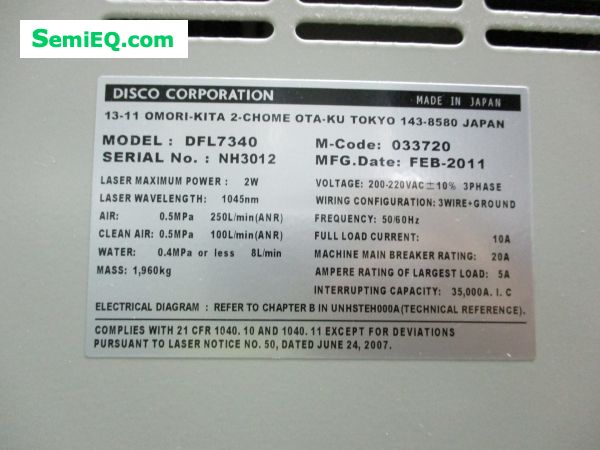 SemiEQ.com
DISCO CORPORATION MADE IN JAPAN
13-11 OMORI-KITA 2-CHOME OTA-KU TOKYO 143-8580 JAPAN
MODEL : DFL7340 M-Code: 033720
SERIAL No. : NH3012 MFG.Date: FEB-2011
LASER MAXIMUM POWER : 2W
LASER WAVELENGTH: 1045nm
AIR: 0.5MPa 250L/min(ANR)
CLEAN AIR: 0.5MPa 100L/min(ANR)
WATER: 0.4MPa or less 8L/min
MASS: 1,960kg
VOLTAGE: 200-220VAC±10% 3PHASE
WIRING CONFIGURATION: 3WIRE+GROUND
FREQUENCY: 50/60Hz
FULL LOAD CURRENT: 10A
MACHINE MAIN BREAKER RATING: 20A
AMPERE RATING OF LARGEST LOAD: 5A
INTERRUPTING CAPACITY: 35,000A. I. C
ELECTRICAL DIAGRAM : REFER TO CHAPTER B IN UNHSTEH000A(TECHNICAL REFERENCE).
COMPLIES WITH 21 CFR 1040. 10 AND 1040. 11 EXCEPT FOR DEVIATIONS
PURSUANT TO LASER NOTICE NO. 50, DATED JUNE 24, 2007.